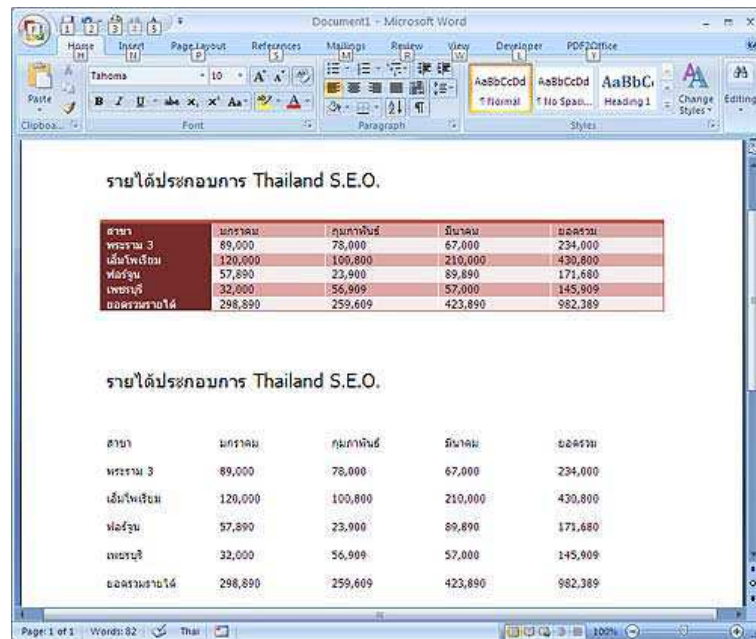 Document1 - Microsoft Word
Home Insert Page Layout References Mailings Review View Developer PDF2Office
Tahoma 10
Paste
AaBbCcDd AaBbCcDd AaBbC
Normal No Spaci... Heading 1
Change Styles
Editing
Clipboa... Font Paragraph Styles
รายได้ประกอบการ Thailand S.E.O.
สาขา มกราคม กุมภาพันธ์ มีนาคม ยอดรวม
พระราม 3 89,000 78,000 67,000 234,000
เอ็มโพเรียม 120,000 100,800 210,000 430,800
ฟอร์จูน 57,890 23,900 89,890 171,680
เพชรบุรี 32,000 56,909 57,000 145,909
ยอดรวมรายได้ 298,890 259,609 423,890 982,389
รายได้ประกอบการ Thailand S.E.O.
สาขา มกราคม กุมภาพันธ์ มีนาคม ยอดรวม
พระราม 3 89,000 78,000 67,000 234,000
เอ็มโพเรียม 120,000 100,800 210,000 430,800
ฟอร์จูน 57,890 23,900 89,890 171,680
เพชรบุรี 32,000 56,909 57,000 145,909
ยอดรวมรายได้ 298,890 259,609 423,890 982,389
Page: 1 of 1 Words: 82 Thai 100%